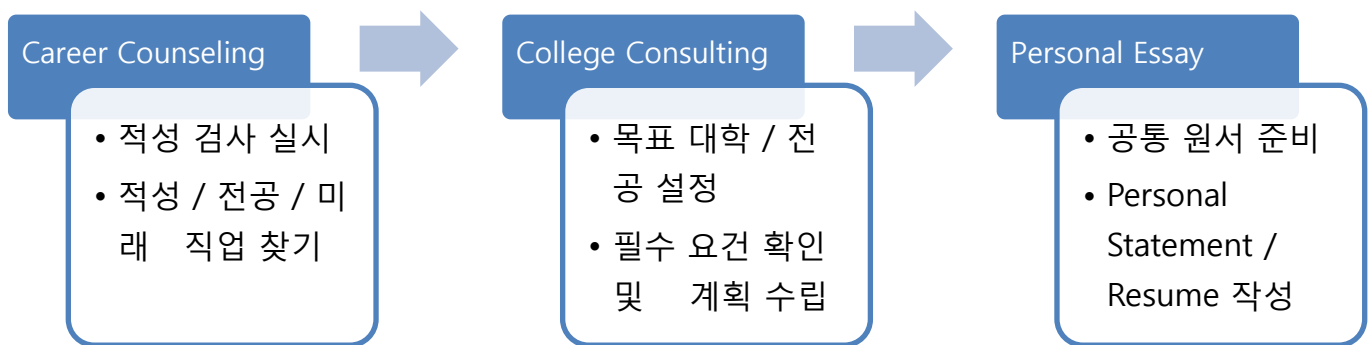 Career Counseling
• 적성 검사 실시
• 적성 / 전공 / 미
래 직업 찾기
College Consulting
• 목표 대학 / 전
공 설정
• 필수 요건 확인
및 계획 수립
Personal Essay
• 공통 원서 준비
• Personal
Statement /
Resume 작성